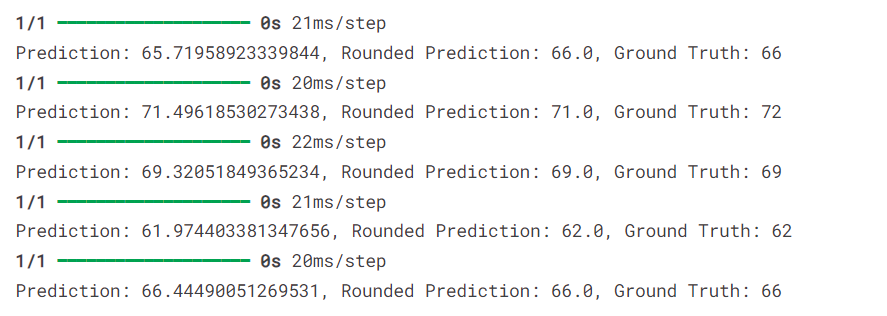 1/1 ━━━━━━━━━━━━━━━━━━━━ 0s 21ms/step
Prediction: 65.71958923339844, Rounded Prediction: 66.0, Ground Truth: 66
1/1 ━━━━━━━━━━━━━━━━━━━━ 0s 20ms/step
Prediction: 71.49618530273438, Rounded Prediction: 71.0, Ground Truth: 72
1/1 ━━━━━━━━━━━━━━━━━━━━ 0s 22ms/step
Prediction: 69.32051849365234, Rounded Prediction: 69.0, Ground Truth: 69
1/1 ━━━━━━━━━━━━━━━━━━━━ 0s 21ms/step
Prediction: 61.974403381347656, Rounded Prediction: 62.0, Ground Truth: 62
1/1 ━━━━━━━━━━━━━━━━━━━━ 0s 20ms/step
Prediction: 66.44490051269531, Rounded Prediction: 66.0, Ground Truth: 66